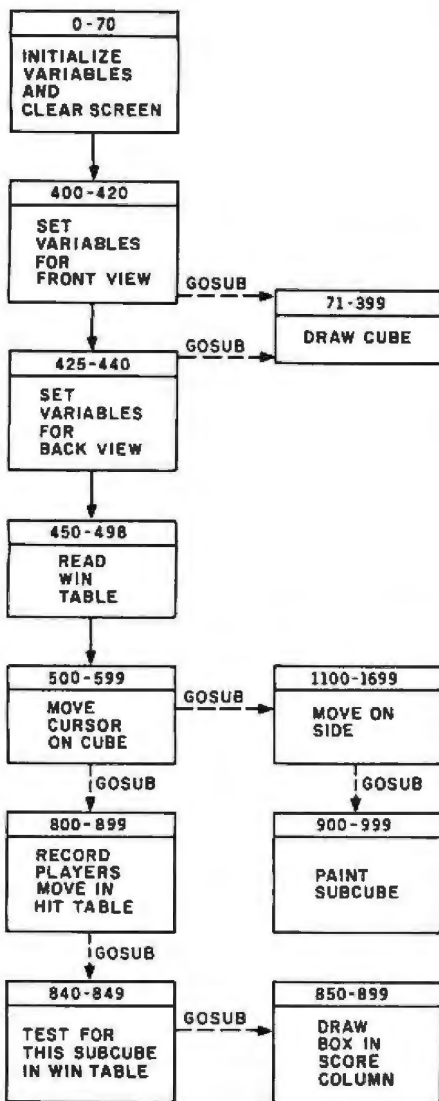 0-70
INITIALIZE
VARIABLES
AND
CLEAR SCREEN
400-420
SET
VARIABLES
FOR
FRONT VIEW
GOSUB
71-399
DRAW CUBE
GOSUB
425-440
SET
VARIABLES
FOR
BACK VIEW
450-498
READ
WIN
TABLE
500-599
MOVE
CURSOR
ON CUBE
GOSUB
1100-1699
MOVE ON
SIDE
GOSUB
GOSUB
800-899
RECORD
PLAYERS
MOVE IN
HIT TABLE
900-999
PAINT
SUBCUBE
GOSUB
840-849
TEST FOR
THIS SUBCUBE
IN WIN TABLE
GOSUB
850-899
DRAW
BOX IN
SCORE
COLUMN